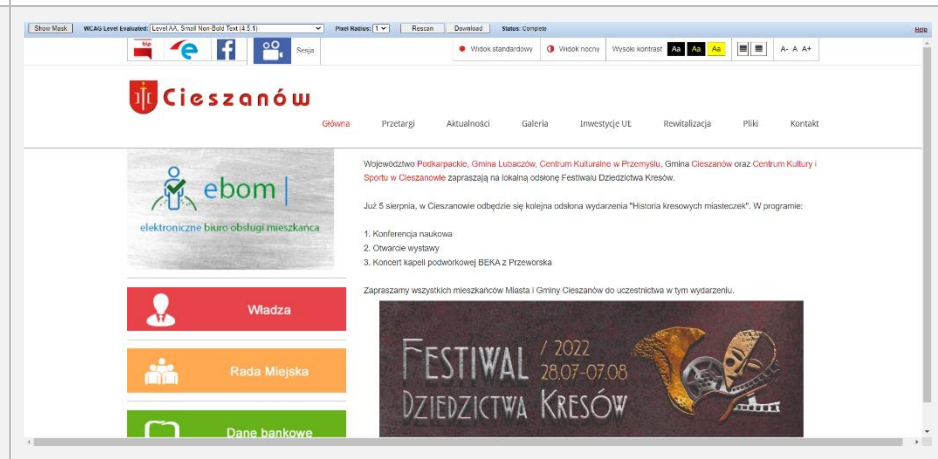 Show Mask WCAG Level Evaluated: Level AA, Small Non-Bold Text (4.5:1) Pixel Radius: 1 Rescan Download Status: Complete Help
bip Sesja Widok standardowy Widok nocny Wysoki kontrast Aa Aa Aa A- A A+
Cieszanów
Główna Przetargi Aktualności Galeria Inwestycje UE Rewitalizacja Pliki Kontakt
Województwo Podkarpackie, Gmina Lubaczów, Centrum Kulturalne w Przemyślu, Gmina Cieszanów oraz Centrum Kultury i
Sportu w Cieszanowie zapraszają na lokalną odsłonę Festiwalu Dziedzictwa Kresów.
Już 5 sierpnia, w Cieszanowie odbędzie się kolejna odsłona wydarzenia "Historia kresowych miasteczek". W programie:
1. Konferencja naukowa
2. Otwarcie wystawy
3. Koncert kapeli podwórkowej BEKA z Przeworska
Zapraszamy wszystkich mieszkańców Miasta i Gminy Cieszanów do uczestnictwa w tym wydarzeniu.
ebom |
elektroniczne biuro obsługi mieszkańca
Władza
Rada Miejska
Dane bankowe
FESTIWAL / 2022
28.07-07.08
DZIEDZICTWA KRESÓW